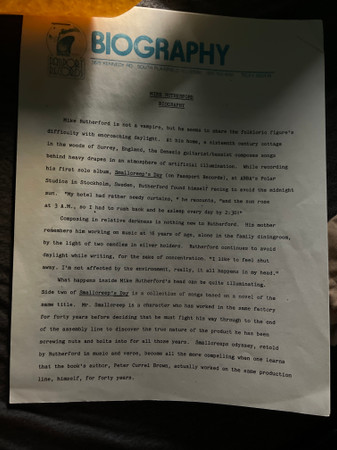 BIOGRAPHY
MIKE RUTHERFORD
BIOGRAPHY
Mike Rutherford is not a vampire, but he seems to share the folkloric figure's
difficulty with encroaching daylight. At his home, a sixteenth century cottage
in the woods of Surrey, England, the Genesis guitarist/bassist composes songs
behind heavy drapes in an atmosphere of artificial illumination. While recording
his first solo album, Smallcreep's Day (on Passport Records), at ABBA's Polar
Studios in Stockholm, Sweden, Rutherford found himself having to avoid the midnight
sun. "My hotel had rather seedy curtains," he recounts, "and the sun rose
at 3 A.M., so I had to rush back and be asleep every day by 2:30!"
Composing in relative darkness is nothing new to Rutherford. His mother
remembers him working on music at years of age, alone in the family diningroom,
by the light of two candles in silver holders. Rutherford continues to avoid
daylight while writing, for the sake of concentration. "I like to feel shut
away. I'm not affected by the environment, really, it all happens in my head."
What happens inside Mike Rutherford's head can be quite illuminating.
Side two of Smallcreep's Day is a collection of songs based on a novel of the
same title. Mr. Smallcreep is a character who has worked in the same factory
for forty years before deciding that he must fight his way through to the end
of the assembly line to discover the true nature of the product he has been
screwing nuts and bolts into for all those years. Smallcreeps odyssey, retold
by Rutherford in music and verse, become all the more compelling when one learns
that the book's author, Peter Currel Brown, actually worked on the same production
line, himself, for forty years.